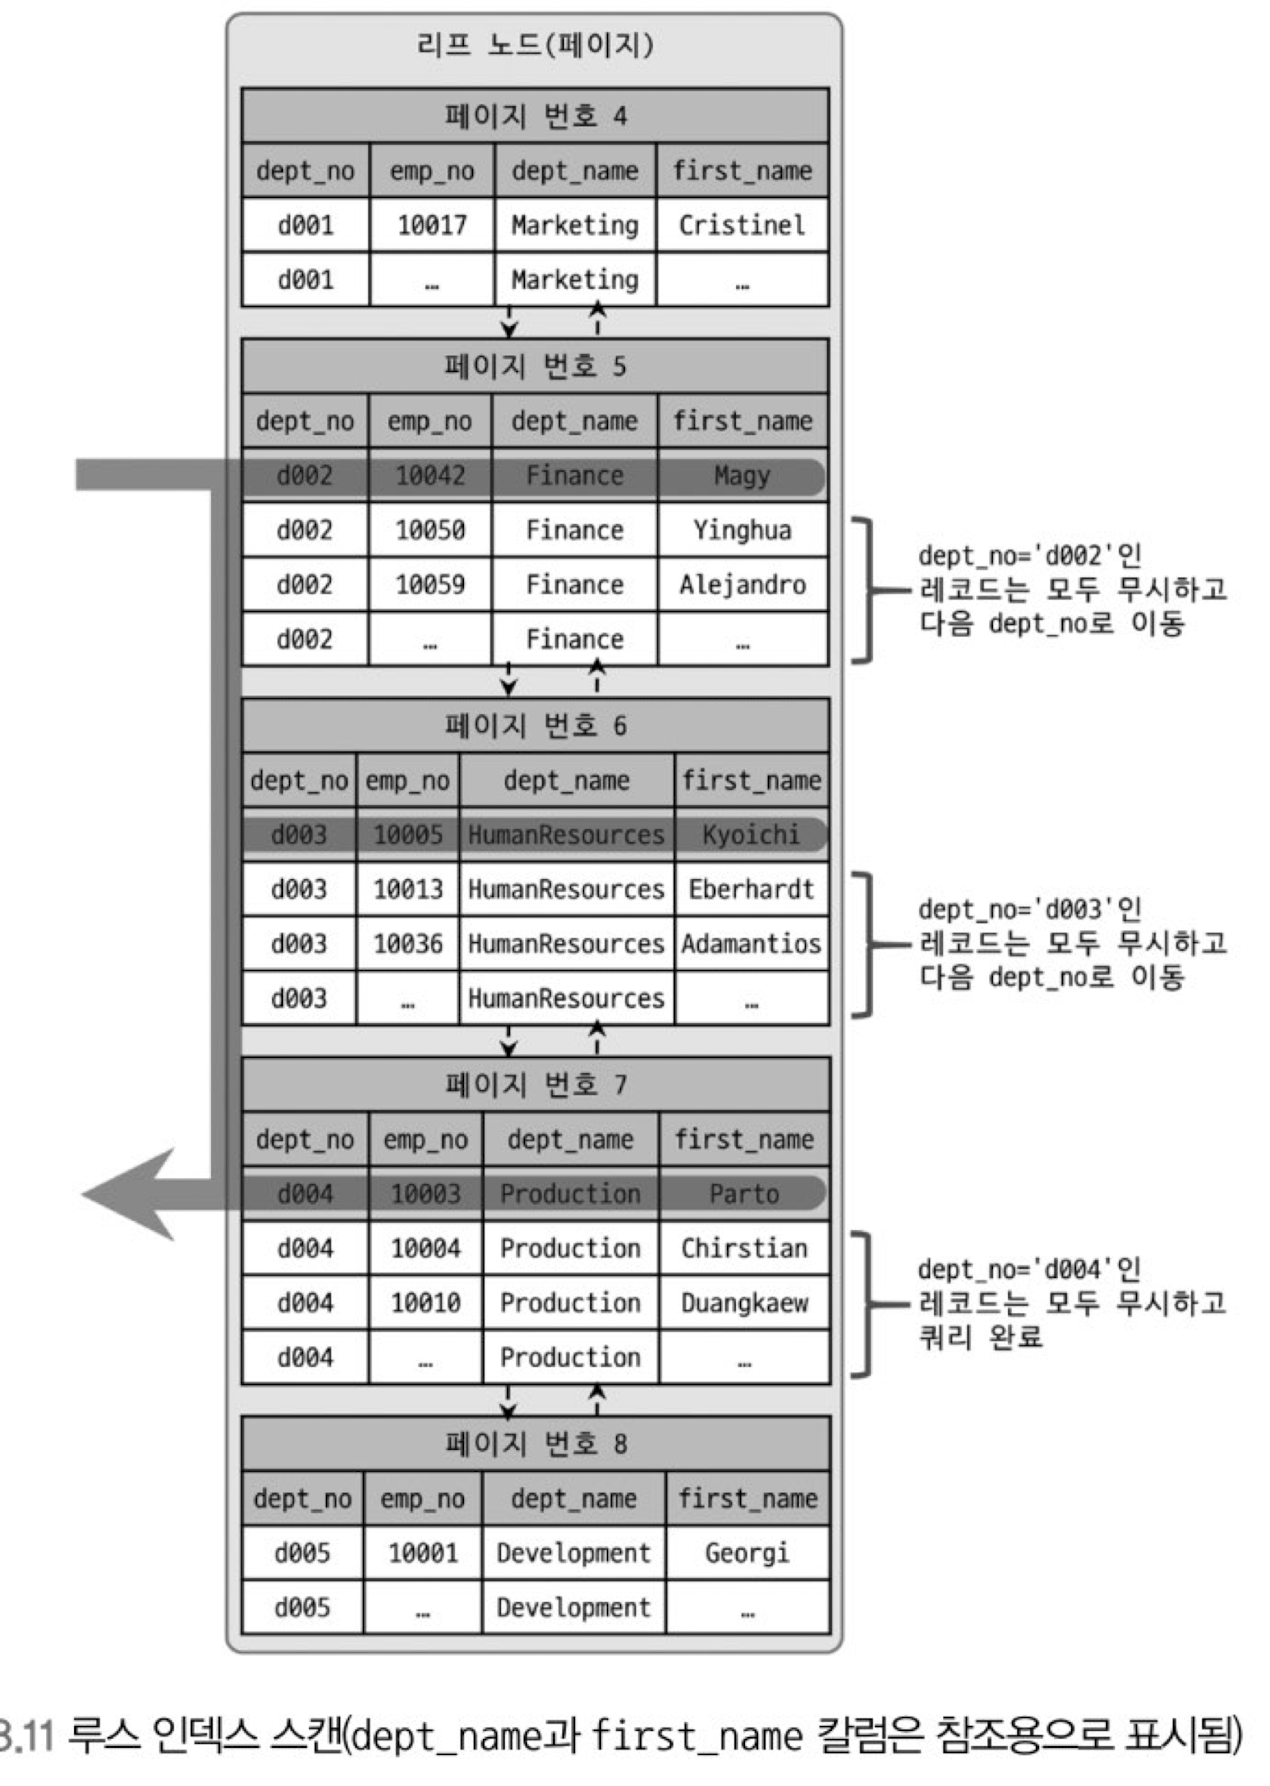 리프 노드(페이지)
페이지 번호 4
dept_no emp_no dept_name first_name
d001 10017 Marketing Cristinel
d001 … Marketing …
페이지 번호 5
dept_no emp_no dept_name first_name
d002 10042 Finance Magy
d002 10050 Finance Yinghua
d002 10059 Finance Alejandro
d002 … Finance …
dept_no='d002'인
레코드는 모두 무시하고
다음 dept_no로 이동
페이지 번호 6
dept_no emp_no dept_name first_name
d003 10005 HumanResources Kyoichi
d003 10013 HumanResources Eberhardt
d003 10036 HumanResources Adamantios
d003 … HumanResources …
dept_no='d003'인
레코드는 모두 무시하고
다음 dept_no로 이동
페이지 번호 7
dept_no emp_no dept_name first_name
d004 10003 Production Parto
d004 10004 Production Chirstian
d004 10010 Production Duangkaew
d004 … Production …
dept_no='d004'인
레코드는 모두 무시하고
쿼리 완료
페이지 번호 8
dept_no emp_no dept_name first_name
d005 10001 Development Georgi
d005 … Development …
8.11 루스 인덱스 스캔(dept_name과 first_name 칼럼은 참조용으로 표시됨)